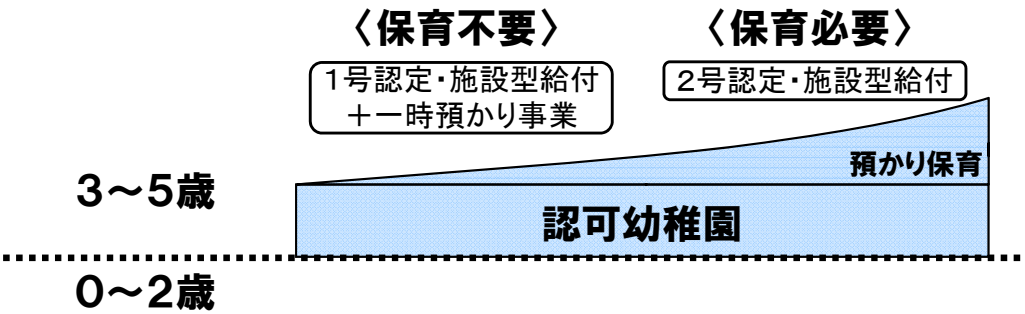 〈保育不要〉
〈保育必要〉
1号認定・施設型給付
＋一時預かり事業
2号認定・施設型給付
預かり保育
3～5歳
認可幼稚園
0～2歳